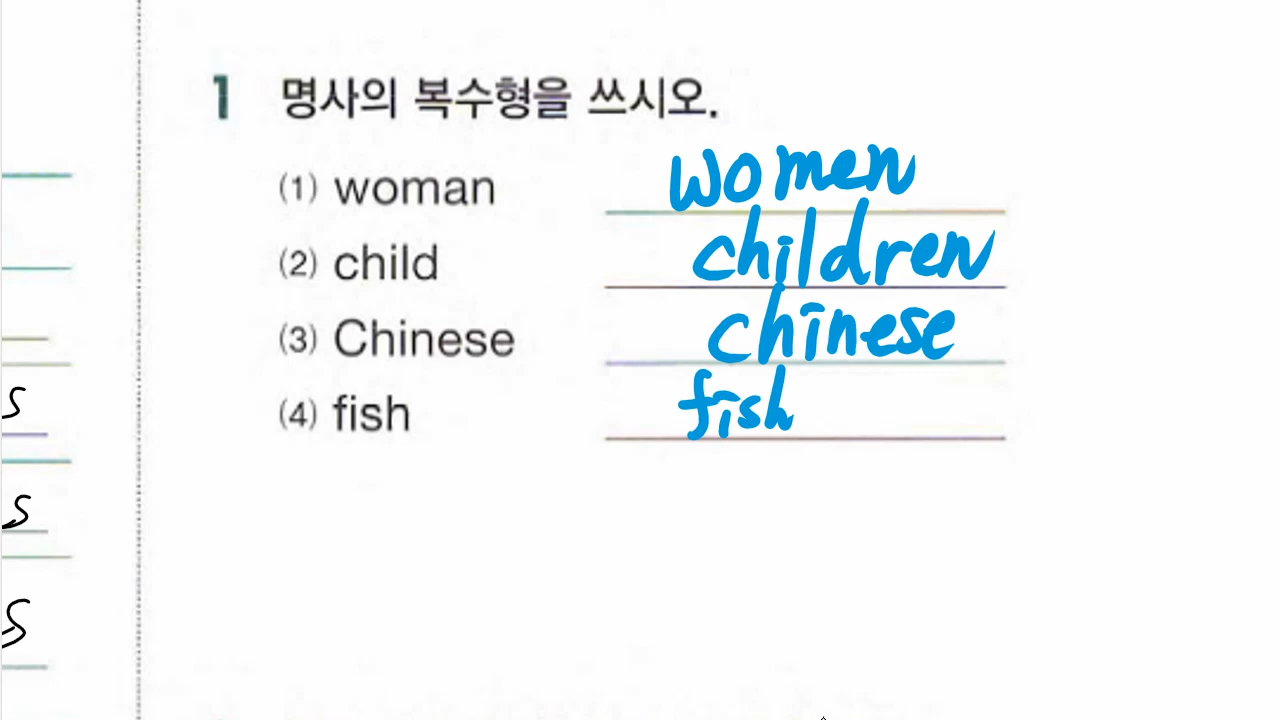 1 명사의 복수형을 쓰시오.
(1) woman women
(2) child children
(3) Chinese chinese
(4) fish fish
s
s
s